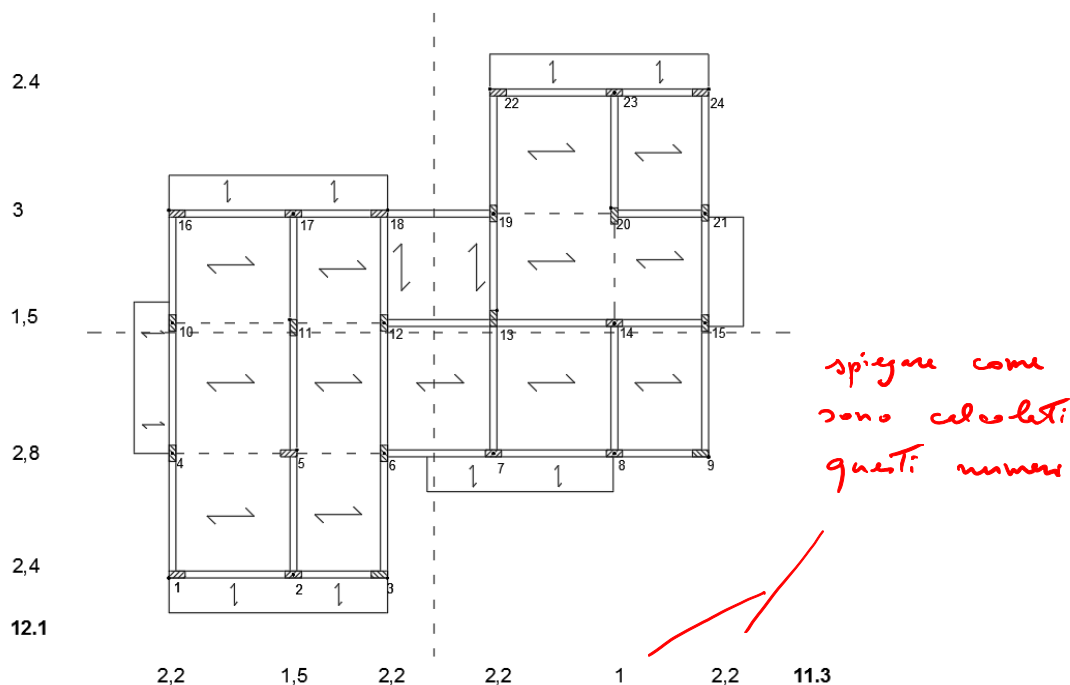 2.4
22 23 24
3
16 17 18 19 20 21
1,5
10 11 12 13 14 15
spiegare come
sono calcolati
questi numeri
2,8
4 5 6 7 8 9
2,4
1 2 3
12.1
2,2 1,5 2,2 2,2 1 2,2 11.3